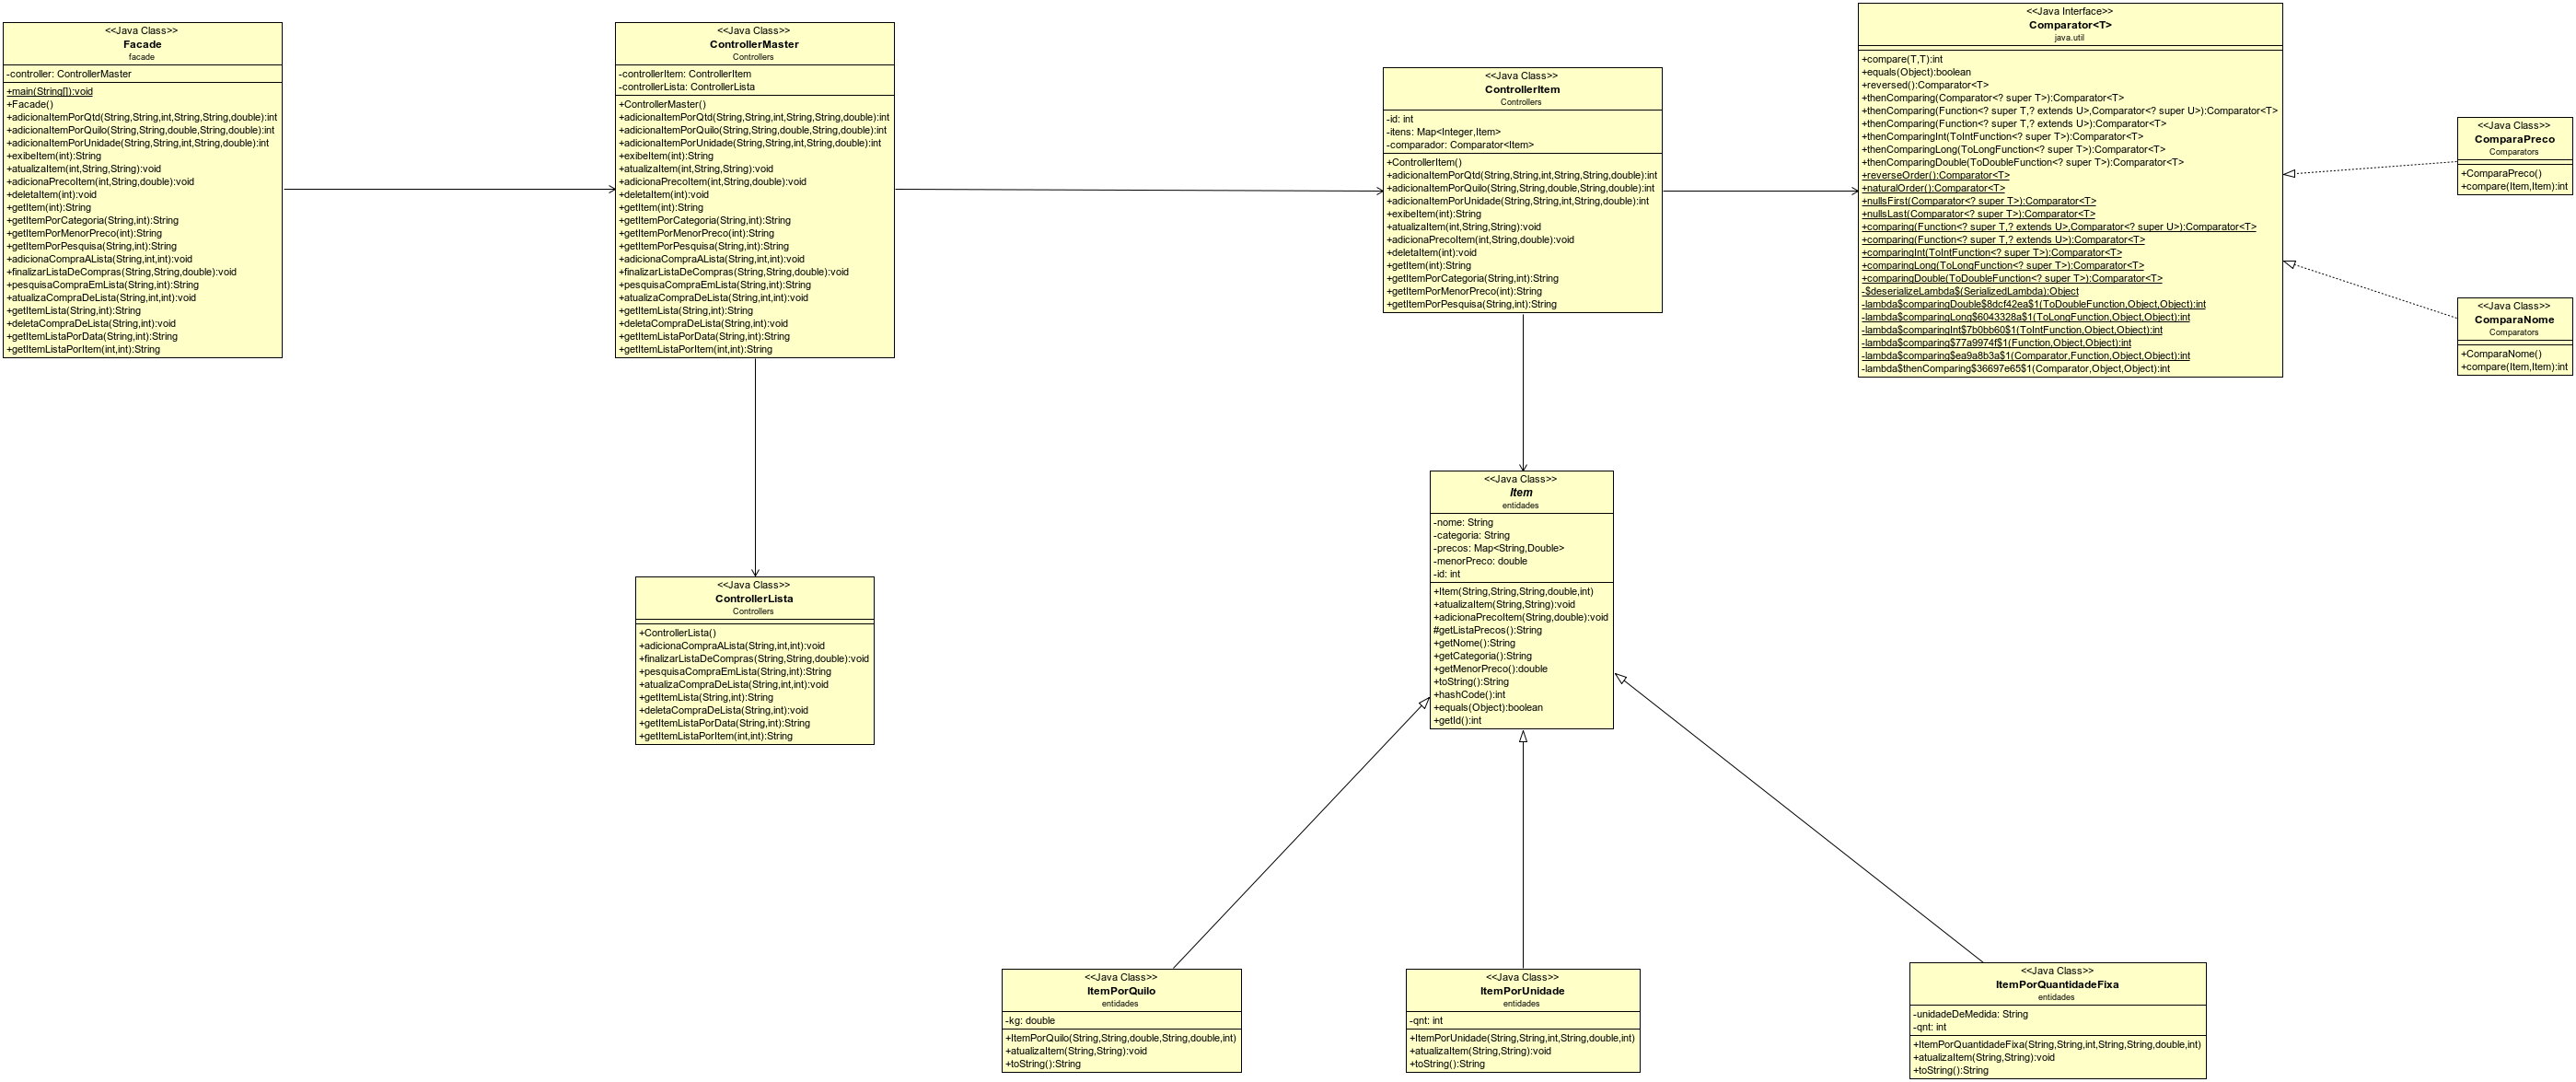 <<Java Class>>
Facade
facade
-controller: ControllerMaster
+main(String[]):void
+Facade()
+adicionaItemPorQtd(String,String,int,String,String,double):int
+adicionaItemPorQuilo(String,String,double,String,double):int
+adicionaItemPorUnidade(String,String,int,String,double):int
+exibeItem(int):String
+atualizaItem(int,String,String):void
+adicionaPrecoItem(int,String,double):void
+deletaItem(int):void
+getItem(int):String
+getItemPorCategoria(String,int):String
+getItemPorMenorPreco(int):String
+getItemPorPesquisa(String,int):String
+adicionaCompraALista(String,int,int):void
+finalizarListaDeCompras(String,String,double):void
+pesquisaCompraEmLista(String,int):String
+atualizaCompraDeLista(String,int,int):void
+getItemLista(String,int):String
+deletaCompraDeLista(String,int):void
+getItemListaPorData(String,int):String
+getItemListaPorItem(int,int):String
<<Java Class>>
ControllerMaster
Controllers
-controllerItem: ControllerItem
-controllerLista: ControllerLista
+ControllerMaster()
+adicionaItemPorQtd(String,String,int,String,String,double):int
+adicionaItemPorQuilo(String,String,double,String,double):int
+adicionaItemPorUnidade(String,String,int,String,double):int
+exibeItem(int):String
+atualizaItem(int,String,String):void
+adicionaPrecoItem(int,String,double):void
+deletaItem(int):void
+getItem(int):String
+getItemPorCategoria(String,int):String
+getItemPorMenorPreco(int):String
+getItemPorPesquisa(String,int):String
+adicionaCompraALista(String,int,int):void
+finalizarListaDeCompras(String,String,double):void
+pesquisaCompraEmLista(String,int):String
+atualizaCompraDeLista(String,int,int):void
+getItemLista(String,int):String
+deletaCompraDeLista(String,int):void
+getItemListaPorData(String,int):String
+getItemListaPorItem(int,int):String
<<Java Class>>
ControllerItem
Controllers
-id: int
-itens: Map<Integer,Item>
-comparador: Comparator<Item>
+ControllerItem()
+adicionaItemPorQtd(String,String,int,String,String,double):int
+adicionaItemPorQuilo(String,String,double,String,double):int
+adicionaItemPorUnidade(String,String,int,String,double):int
+exibeItem(int):String
+atualizaItem(int,String,String):void
+adicionaPrecoItem(int,String,double):void
+deletaItem(int):void
+getItem(int):String
+getItemPorCategoria(String,int):String
+getItemPorMenorPreco(int):String
+getItemPorPesquisa(String,int):String
<<Java Interface>>
Comparator<T>
java.util
+compare(T,T):int
+equals(Object):boolean
+reversed():Comparator<T>
+thenComparing(Comparator<? super T>):Comparator<T>
+thenComparing(Function<? super T,? extends U>,Comparator<? super U>):Comparator<T>
+thenComparing(Function<? super T,? extends U>):Comparator<T>
+thenComparingInt(ToIntFunction<? super T>):Comparator<T>
+thenComparingLong(ToLongFunction<? super T>):Comparator<T>
+thenComparingDouble(ToDoubleFunction<? super T>):Comparator<T>
+reverseOrder():Comparator<T>
+naturalOrder():Comparator<T>
+nullsFirst(Comparator<? super T>):Comparator<T>
+nullsLast(Comparator<? super T>):Comparator<T>
+comparing(Function<? super T,? extends U>,Comparator<? super U>):Comparator<T>
+comparing(Function<? super T,? extends U>):Comparator<T>
+comparingInt(ToIntFunction<? super T>):Comparator<T>
+comparingLong(ToLongFunction<? super T>):Comparator<T>
+comparingDouble(ToDoubleFunction<? super T>):Comparator<T>
-$deserializeLambda$(SerializedLambda):Object
-lambda$comparingDouble$8dcf42ea$1(ToDoubleFunction,Object,Object):int
-lambda$comparingLong$6043328a$1(ToLongFunction,Object,Object):int
-lambda$comparingInt$7b0bb60$1(ToIntFunction,Object,Object):int
-lambda$comparing$77a9974f$1(Function,Object,Object):int
-lambda$comparing$ea9a8b3a$1(Comparator,Function,Object,Object):int
-lambda$thenComparing$36697e65$1(Comparator,Object,Object):int
<<Java Class>>
ComparaPreco
Comparators
+ComparaPreco()
+compare(Item,Item):int
<<Java Class>>
ComparaNome
Comparators
+ComparaNome()
+compare(Item,Item):int
<<Java Class>>
Item
entidades
-nome: String
-categoria: String
-precos: Map<String,Double>
-menorPreco: double
-id: int
+Item(String,String,String,double,int)
+atualizaItem(String,String):void
+adicionaPrecoItem(String,double):void
#getListaPrecos():String
+getNome():String
+getCategoria():String
+getMenorPreco():double
+toString():String
+hashCode():int
+equals(Object):boolean
+getId():int
<<Java Class>>
ControllerLista
Controllers
+ControllerLista()
+adicionaCompraALista(String,int,int):void
+finalizarListaDeCompras(String,String,double):void
+pesquisaCompraEmLista(String,int):String
+atualizaCompraDeLista(String,int,int):void
+getItemLista(String,int):String
+deletaCompraDeLista(String,int):void
+getItemListaPorData(String,int):String
+getItemListaPorItem(int,int):String
<<Java Class>>
ItemPorQuilo
entidades
-kg: double
+ItemPorQuilo(String,String,double,String,double,int)
+atualizaItem(String,String):void
+toString():String
<<Java Class>>
ItemPorUnidade
entidades
-qnt: int
+ItemPorUnidade(String,String,int,String,double,int)
+atualizaItem(String,String):void
+toString():String
<<Java Class>>
ItemPorQuantidadeFixa
entidades
-unidadeDeMedida: String
-qnt: int
+ItemPorQuantidadeFixa(String,String,int,String,String,double,int)
+atualizaItem(String,String):void
+toString():String